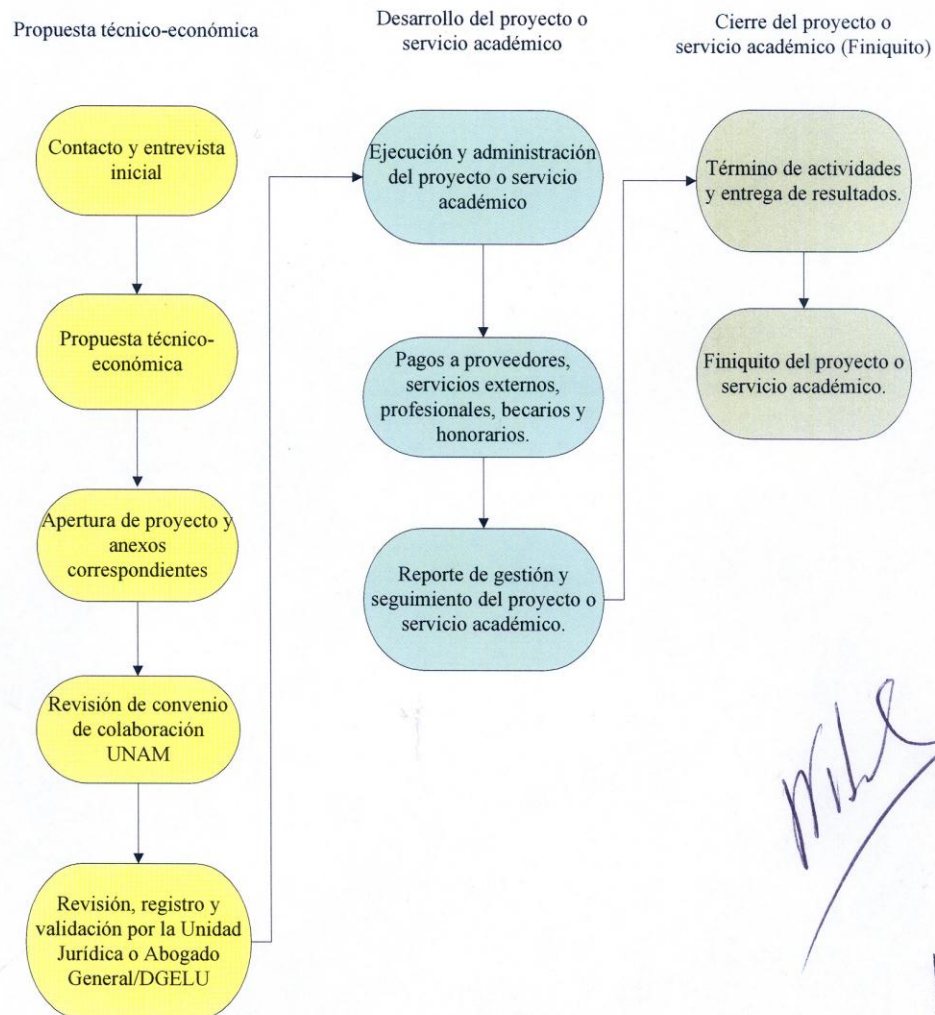 Propuesta técnico-económica
Contacto y entrevista
inicial
Propuesta técnico-
económica
Apertura de proyecto y
anexos
correspondientes
Revisión de convenio
de colaboración
UNAM
Revisión, registro y
validación por la Unidad
Jurídica o Abogado
General/DGELU
Desarrollo del proyecto o
servicio académico
Ejecución y administración
del proyecto o servicio
académico
Pagos a proveedores,
servicios externos,
profesionales, becarios y
honorarios.
Reporte de gestión y
seguimiento del proyecto o
servicio académico.
Cierre del proyecto o
servicio académico (Finiquito)
Término de actividades
y entrega de resultados.
Finiquito del proyecto o
servicio académico.